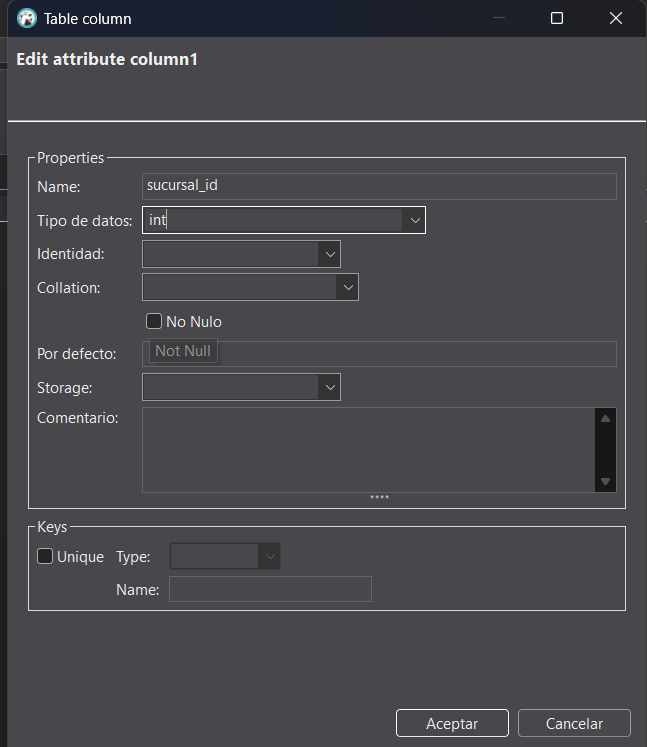 Table column
Edit attribute column1
Properties
Name: sucursal_id
Tipo de datos: int
Identidad:
Collation:
No Nulo
Por defecto: Not Null
Storage:
Comentario:
Keys
Unique Type:
Name:
Aceptar Cancelar